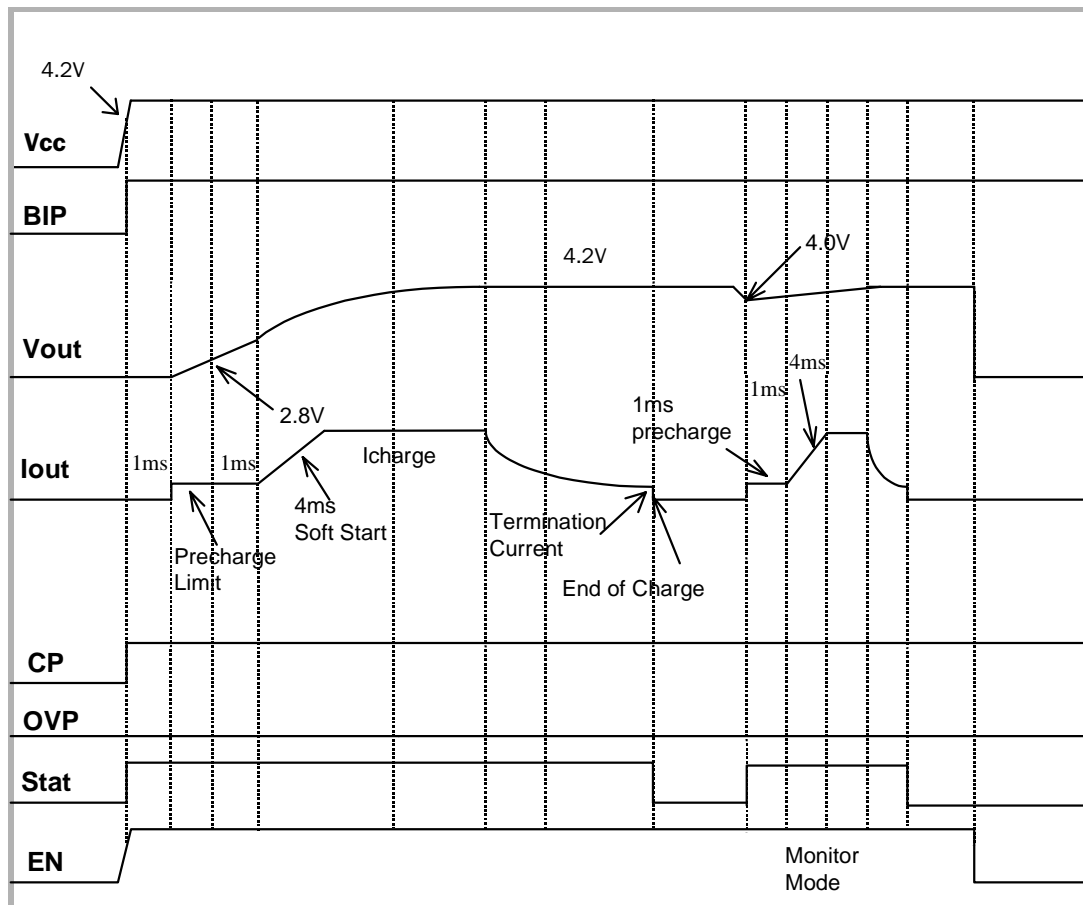 4.2V
Vcc
BIP
4.0V
4.2V
Vout
4ms
1ms
2.8V
1ms
precharge
Iout
1ms
1ms
Icharge
4ms
Soft Start
Termination
Current
Precharge
Limit
End of Charge
CP
OVP
Stat
EN
Monitor
Mode